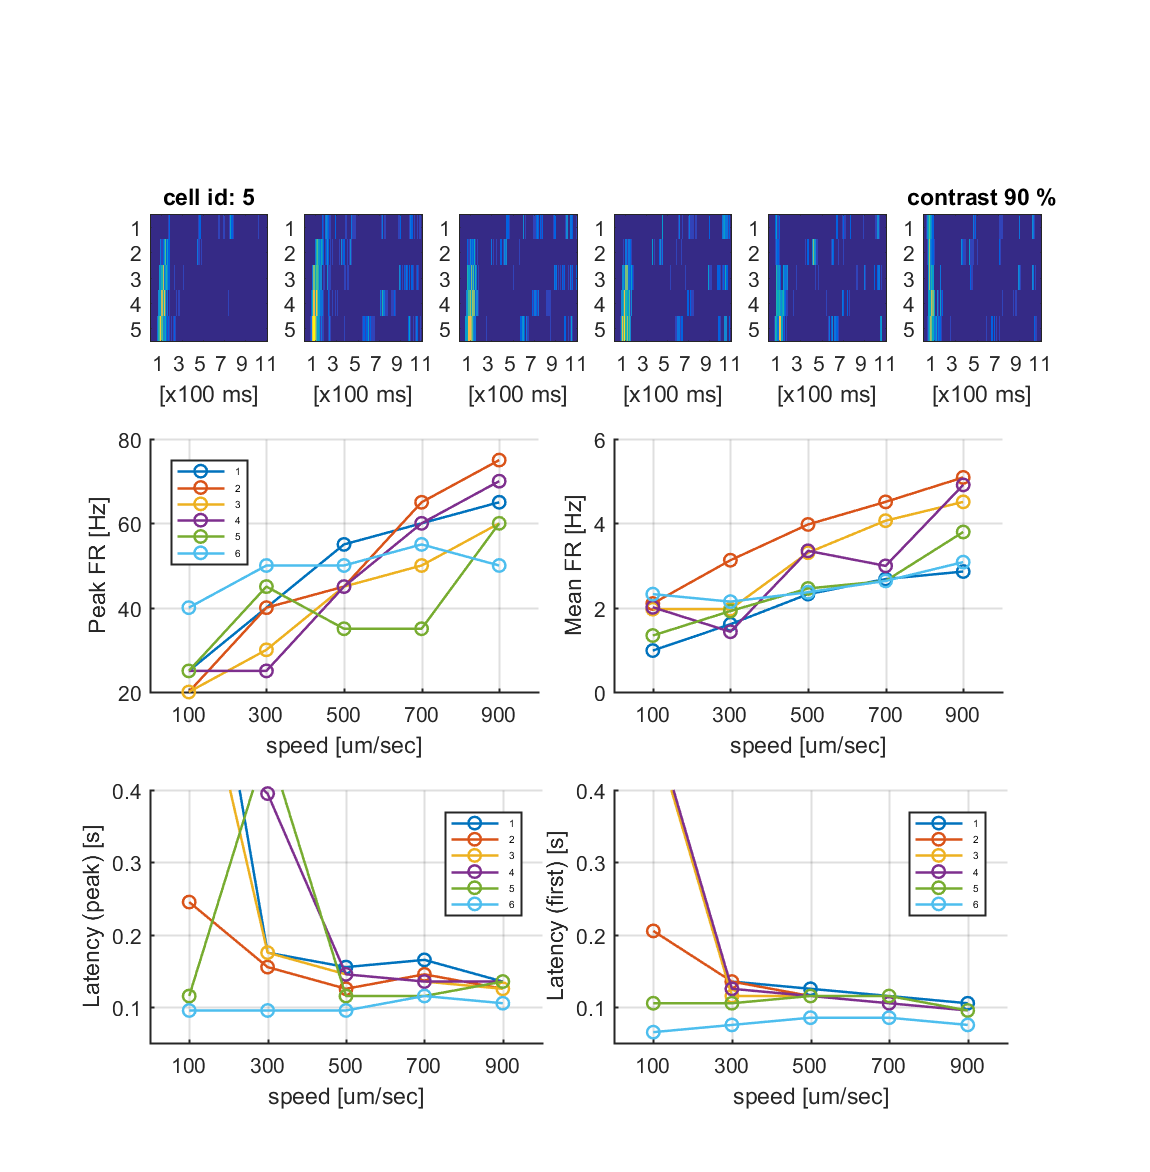 cell id: 5
contrast 90 %
1 2 3 4 5
1 2 3 4 5
1 2 3 4 5
1 2 3 4 5
1 2 3 4 5
1 2 3 4 5
1 3 5 7 9 11
1 3 5 7 9 11
1 3 5 7 9 11
1 3 5 7 9 11
1 3 5 7 9 11
1 3 5 7 9 11
[x100 ms]
[x100 ms]
[x100 ms]
[x100 ms]
[x100 ms]
[x100 ms]
Peak FR [Hz]
80
60
40
20
1
2
3
4
5
6
100 300 500 700 900
speed [um/sec]
Mean FR [Hz]
6
4
2
0
100 300 500 700 900
speed [um/sec]
Latency (peak) [s]
0.4
0.3
0.2
0.1
1
2
3
4
5
6
100 300 500 700 900
speed [um/sec]
Latency (first) [s]
0.4
0.3
0.2
0.1
1
2
3
4
5
6
100 300 500 700 900
speed [um/sec]